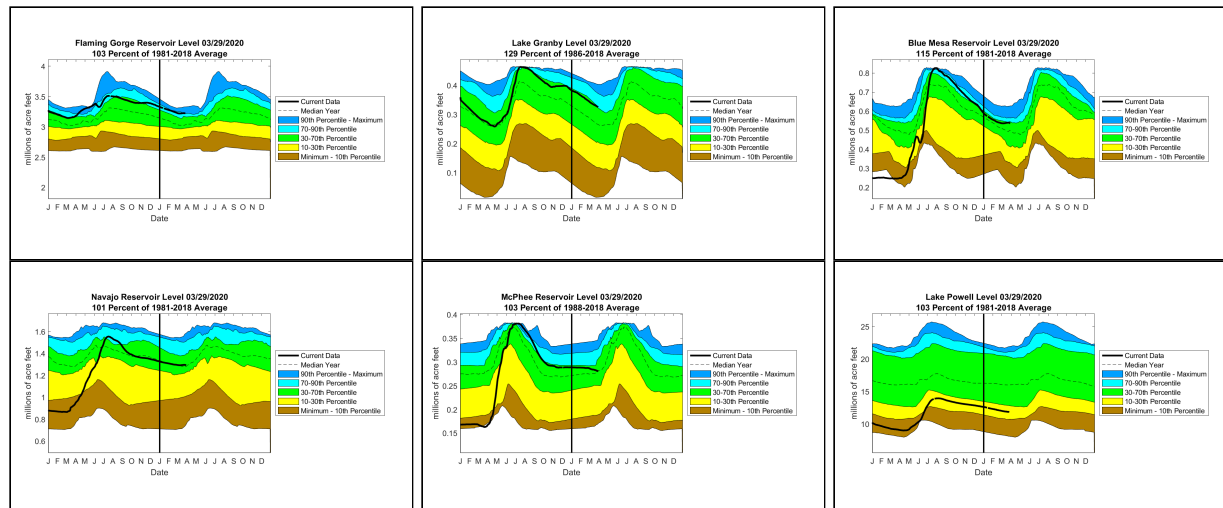 Flaming Gorge Reservoir Level 03/29/2020
103 Percent of 1981-2018 Average
4
3.5
3
2.5
2
millions of acre feet
J F M A M J J A S O N D J F M A M J J A S O N D
Date
Current Data
Median Year
90th Percentile - Maximum
70-90th Percentile
30-70th Percentile
10-30th Percentile
Minimum - 10th Percentile
Lake Granby Level 03/29/2020
129 Percent of 1986-2018 Average
0.4
0.3
0.2
0.1
millions of acre feet
J F M A M J J A S O N D J F M A M J J A S O N D
Date
Current Data
Median Year
90th Percentile - Maximum
70-90th Percentile
30-70th Percentile
10-30th Percentile
Minimum - 10th Percentile
Blue Mesa Reservoir Level 03/29/2020
115 Percent of 1981-2018 Average
0.8
0.7
0.6
0.5
0.4
0.3
0.2
millions of acre feet
J F M A M J J A S O N D J F M A M J J A S O N D
Date
Current Data
Median Year
90th Percentile - Maximum
70-90th Percentile
30-70th Percentile
10-30th Percentile
Minimum - 10th Percentile
Navajo Reservoir Level 03/29/2020
101 Percent of 1981-2018 Average
1.6
1.4
1.2
1
0.8
0.6
millions of acre feet
J F M A M J J A S O N D J F M A M J J A S O N D
Date
Current Data
Median Year
90th Percentile - Maximum
70-90th Percentile
30-70th Percentile
10-30th Percentile
Minimum - 10th Percentile
McPhee Reservoir Level 03/29/2020
103 Percent of 1988-2018 Average
0.4
0.35
0.3
0.25
0.2
0.15
millions of acre feet
J F M A M J J A S O N D J F M A M J J A S O N D
Date
Current Data
Median Year
90th Percentile - Maximum
70-90th Percentile
30-70th Percentile
10-30th Percentile
Minimum - 10th Percentile
Lake Powell Level 03/29/2020
103 Percent of 1981-2018 Average
25
20
15
10
millions of acre feet
J F M A M J J A S O N D J F M A M J J A S O N D
Date
Current Data
Median Year
90th Percentile - Maximum
70-90th Percentile
30-70th Percentile
10-30th Percentile
Minimum - 10th Percentile